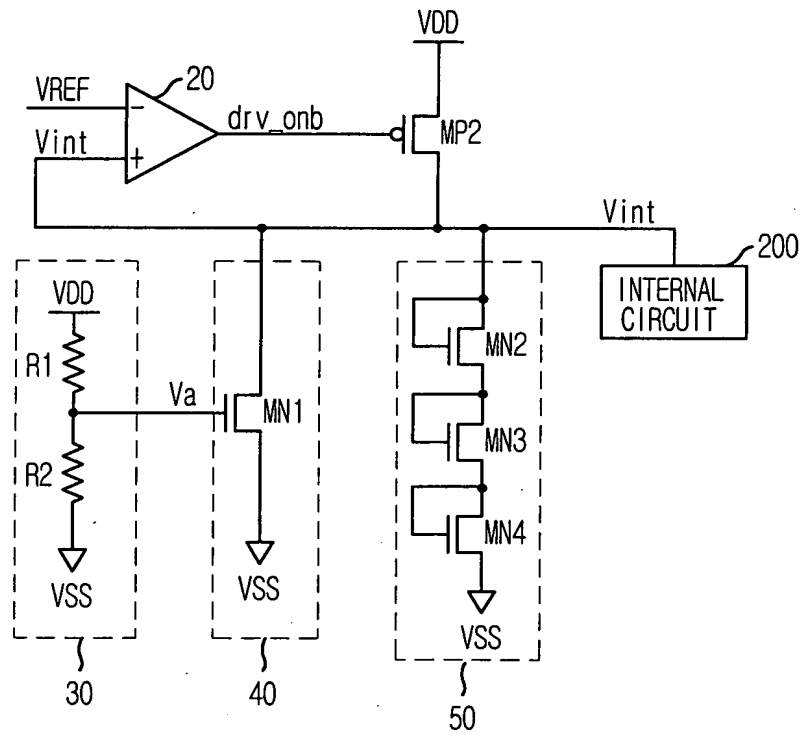 VDD
20
VREF
-
drv_onb
MP2
Vint
+
Vint
200
INTERNAL
CIRCUIT
VDD
R1
Va
MN1
MN2
R2
MN3
MN4
VSS
VSS
VSS
30
40
50